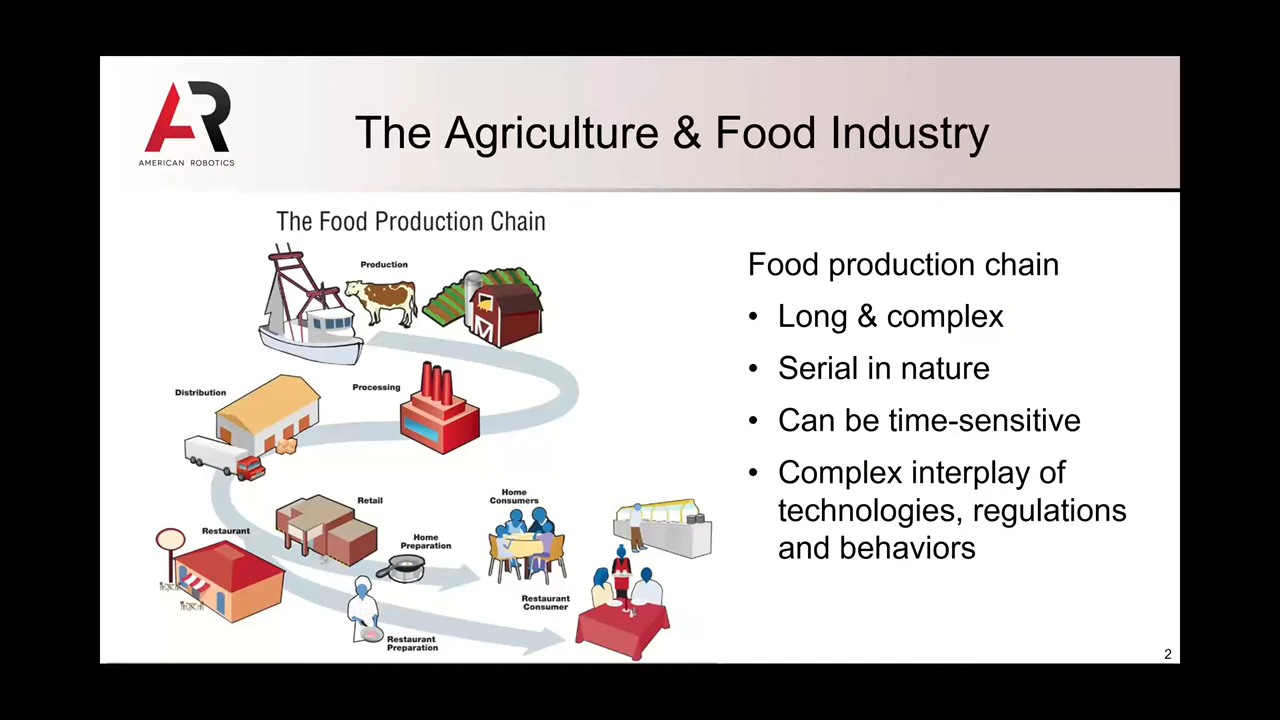 AR
AMERICAN ROBOTICS
The Agriculture & Food Industry
The Food Production Chain
Production
Processing
Distribution
Retail
Restaurant
Home
Preparation
Home
Consumers
Restaurant
Consumer
Restaurant
Preparation
Food production chain
• Long & complex
• Serial in nature
• Can be time-sensitive
• Complex interplay of
technologies, regulations
and behaviors
2